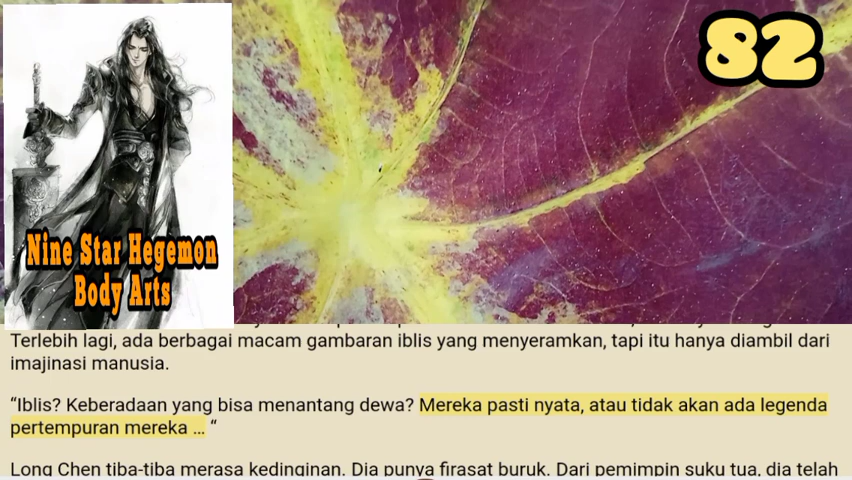 82
Nine Star Hegemon
Body Arts
Terlebih lagi, ada berbagai macam gambaran iblis yang menyeramkan, tapi itu hanya diambil dari
imajinasi manusia.
“Iblis? Keberadaan yang bisa menantang dewa? Mereka pasti nyata, atau tidak akan ada legenda
pertempuran mereka ... “
Long Chen tiba-tiba merasa kedinginan. Dia punya firasat buruk. Dari pemimpin suku tua, dia telah